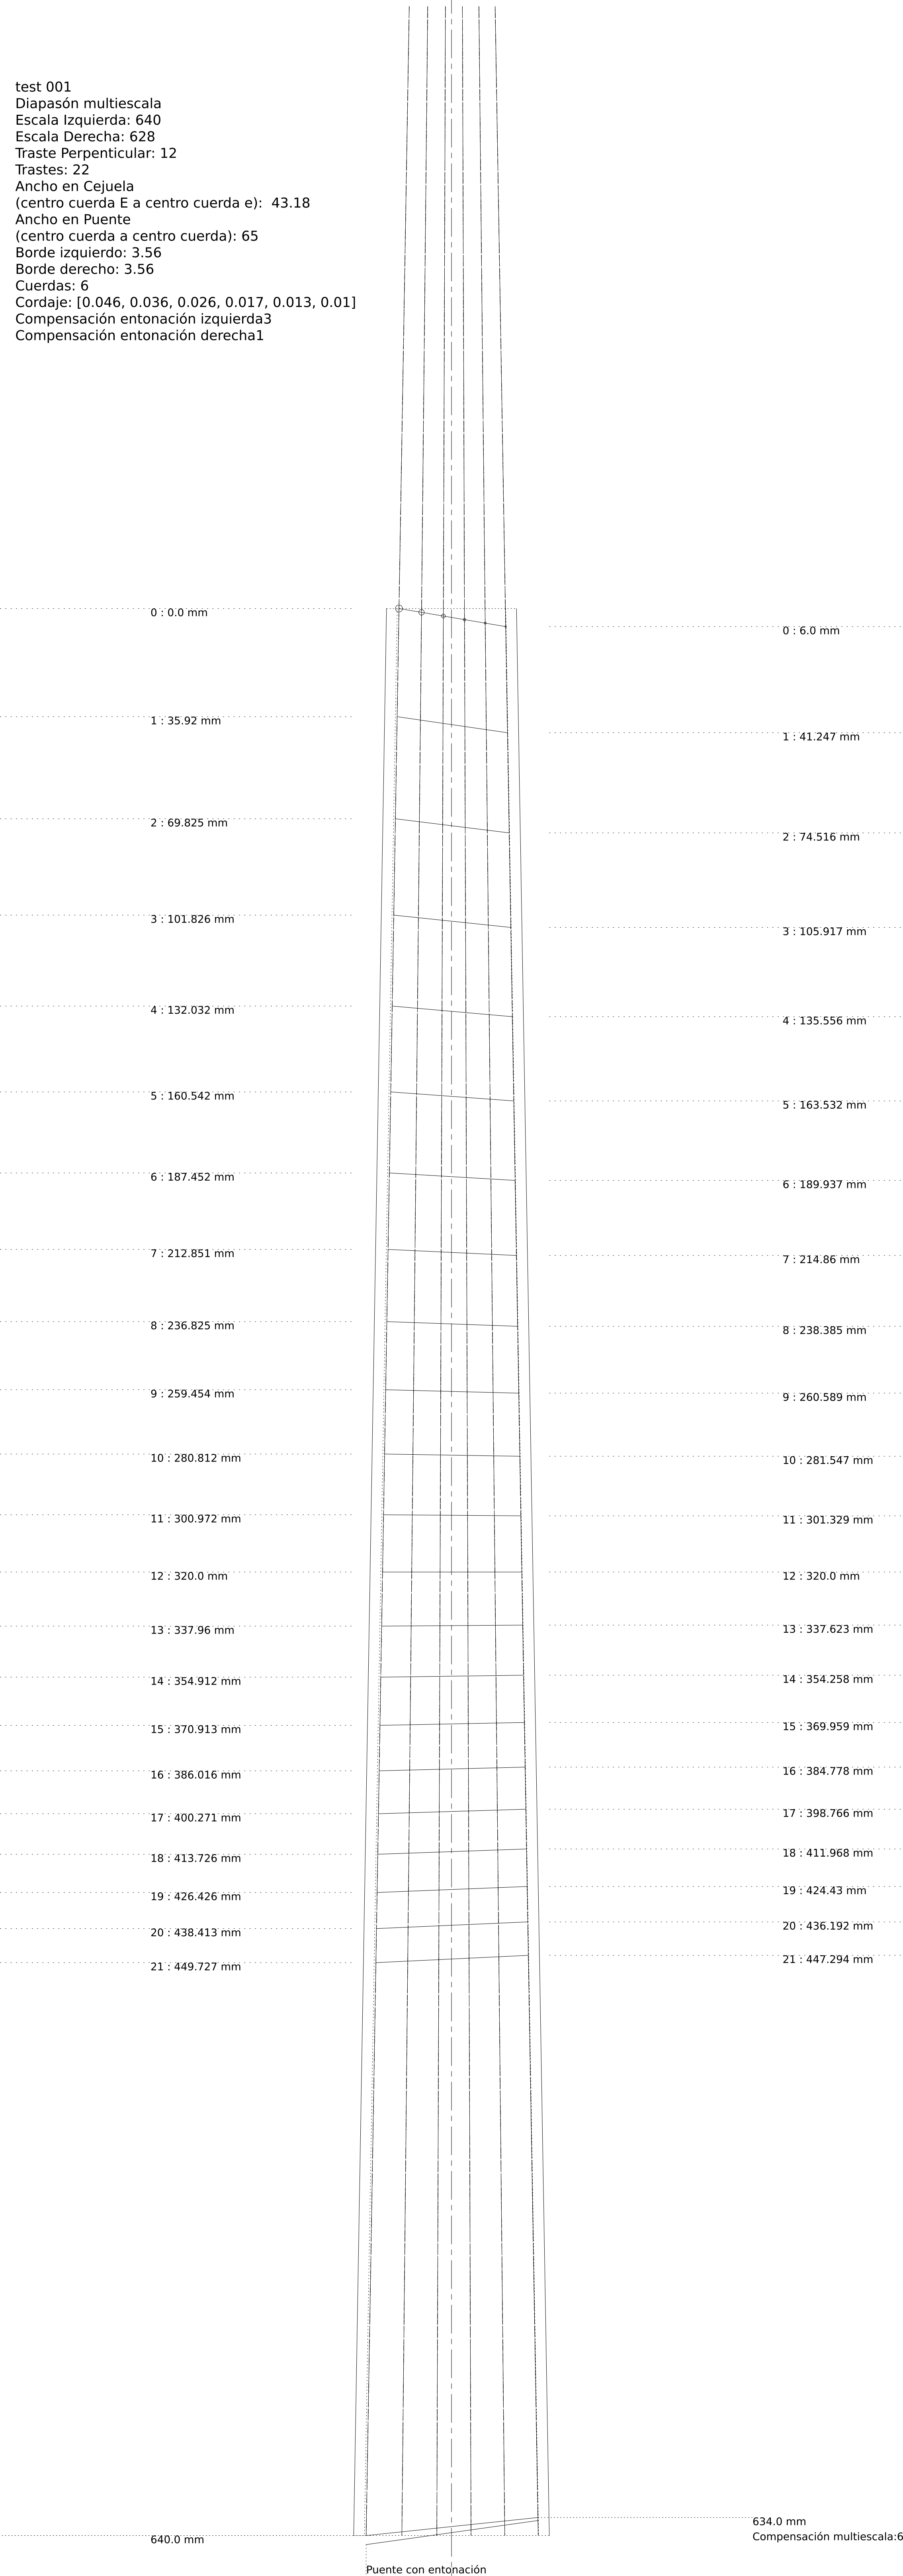 test 001
Diapasón multiescala
Escala Izquierda: 640
Escala Derecha: 628
Traste Perpenticular: 12
Trastes: 22
Ancho en Cejuela
(centro cuerda E a centro cuerda e):  43.18
Ancho en Puente
(centro cuerda a centro cuerda): 65
Borde izquierdo: 3.56
Borde derecho: 3.56
Cuerdas: 6
Cordaje: [0.046, 0.036, 0.026, 0.017, 0.013, 0.01]
Compensación entonación izquierda3
Compensación entonación derecha1
0 : 0.0 mm
0 : 6.0 mm
1 : 35.92 mm
1 : 41.247 mm
2 : 69.825 mm
2 : 74.516 mm
3 : 101.826 mm
3 : 105.917 mm
4 : 132.032 mm
4 : 135.556 mm
5 : 160.542 mm
5 : 163.532 mm
6 : 187.452 mm
6 : 189.937 mm
7 : 212.851 mm
7 : 214.86 mm
8 : 236.825 mm
8 : 238.385 mm
9 : 259.454 mm
9 : 260.589 mm
10 : 280.812 mm
10 : 281.547 mm
11 : 300.972 mm
11 : 301.329 mm
12 : 320.0 mm
12 : 320.0 mm
13 : 337.96 mm
13 : 337.623 mm
14 : 354.912 mm
14 : 354.258 mm
15 : 370.913 mm
15 : 369.959 mm
16 : 386.016 mm
16 : 384.778 mm
17 : 400.271 mm
17 : 398.766 mm
18 : 413.726 mm
18 : 411.968 mm
19 : 426.426 mm
19 : 424.43 mm
20 : 438.413 mm
20 : 436.192 mm
21 : 449.727 mm
21 : 447.294 mm
634.0 mm
640.0 mm
Compensación multiescala:6
Puente con entonación